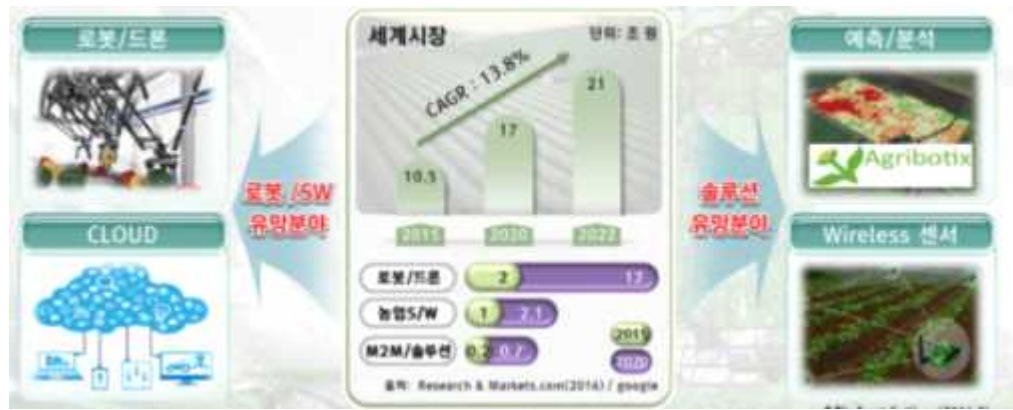 로봇/드론
CLOUD
로봇 /SW
유망분야
세계시장
단위: 조 원
CAGR : 13.8%
10.5
17
21
2015
2020
2022
로봇/드론
2
17
농업S/W
1
2.1
M2M/솔루션
0.2
0.7
2015
2020
출처: Research & Markets.com(2016) / google
솔루션
유망분야
예측/분석
Agribotix
Wireless 센서